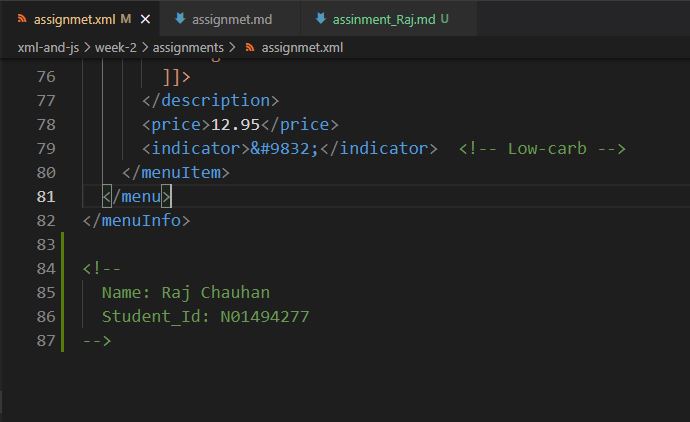 assignmet.xml M × assignmet.md assinment_Raj.md U
xml-and-js > week-2 > assignments > assignmet.xml
76 ]]>
77 </description>
78 <price>12.95</price>
79 <indicator>&#9832;</indicator> <!-- Low-carb -->
80 </menuItem>
81 </menu>
82 </menuInfo>
83
84 <!--
85 Name: Raj Chauhan
86 Student_Id: N01494277
87 -->